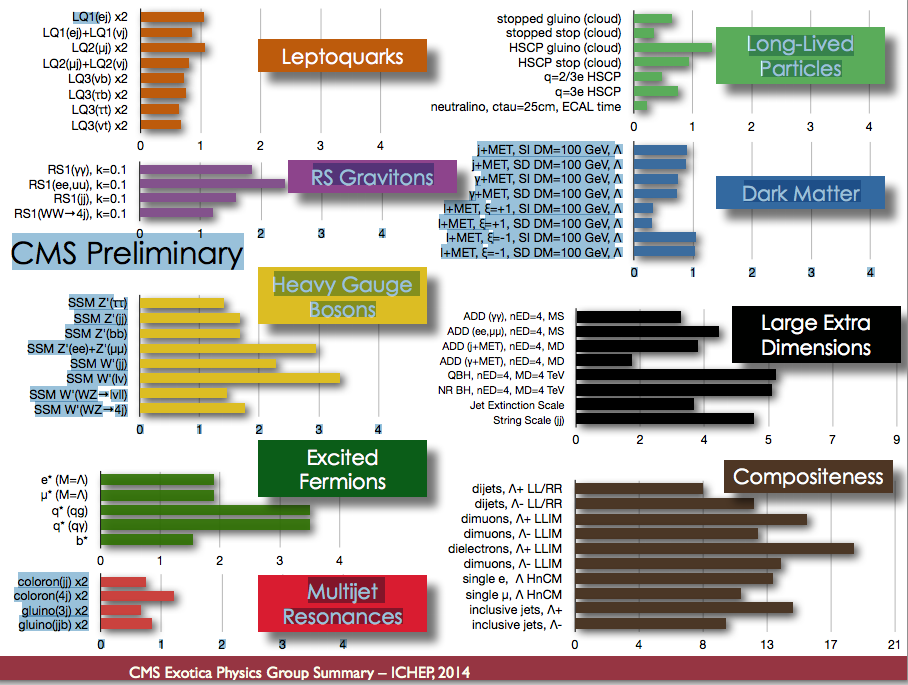 LQ1(ej) x2
LQ1(ej)+LQ1(νj)
LQ2(μj) x2
LQ2(μj)+LQ2(νj)
LQ3(νb) x2
LQ3(τb) x2
LQ3(τt) x2
LQ3(vt) x2
0 1 2 3 4
Leptoquarks
RS1(γγ), k=0.1
RS1(ee,uu), k=0.1
RS1(jj), k=0.1
RS1(WW→4j), k=0.1
0 1 2 3 4
RS Gravitons
CMS Preliminary
Heavy Gauge
Bosons
SSM Z'(ττ)
SSM Z'(jj)
SSM Z'(bb)
SSM Z'(ee)+Z'(μμ)
SSM W'(jj)
SSM W'(lv)
SSM W'(WZ→lvll)
SSM W'(WZ→4j)
0 1 2 3 4
Excited
Fermions
e* (M=Λ)
μ* (M=Λ)
q* (qg)
q* (qγ)
b*
0 1 2 3 4
coloron(jj) x2
coloron(4j) x2
gluino(3j) x2
gluino(jjb) x2
0 1 2 3 4
Multijet
Resonances
stopped gluino (cloud)
stopped stop (cloud)
HSCP gluino (cloud)
HSCP stop (cloud)
q=2/3e HSCP
q=3e HSCP
neutralino, ctau=25cm, ECAL time
0 1 2 3 4
Long-Lived
Particles
j+MET, SI DM=100 GeV, Λ
j+MET, SD DM=100 GeV, Λ
γ+MET, SI DM=100 GeV, Λ
γ+MET, SD DM=100 GeV, Λ
l+MET, ξ=+1, SI DM=100 GeV, Λ
l+MET, ξ=+1, SD DM=100 GeV, Λ
l+MET, ξ=-1, SI DM=100 GeV, Λ
l+MET, ξ=-1, SD DM=100 GeV, Λ
0 1 2 3 4
Dark Matter
ADD (γγ), nED=4, MS
ADD (ee,μμ), nED=4, MS
ADD (j+MET), nED=4, MD
ADD (γ+MET), nED=4, MD
QBH, nED=4, MD=4 TeV
NR BH, nED=4, MD=4 TeV
Jet Extinction Scale
String Scale (jj)
0 2 4 5 7 9
Large Extra
Dimensions
Compositeness
dijets, Λ+ LL/RR
dijets, Λ- LL/RR
dimuons, Λ+ LLIM
dimuons, Λ- LLIM
dielectrons, Λ+ LLIM
dimuons, Λ- LLIM
single e, Λ HnCM
single μ, Λ HnCM
inclusive jets, Λ+
inclusive jets, Λ-
0 4 8 13 17 21
CMS Exotica Physics Group Summary – ICHEP, 2014